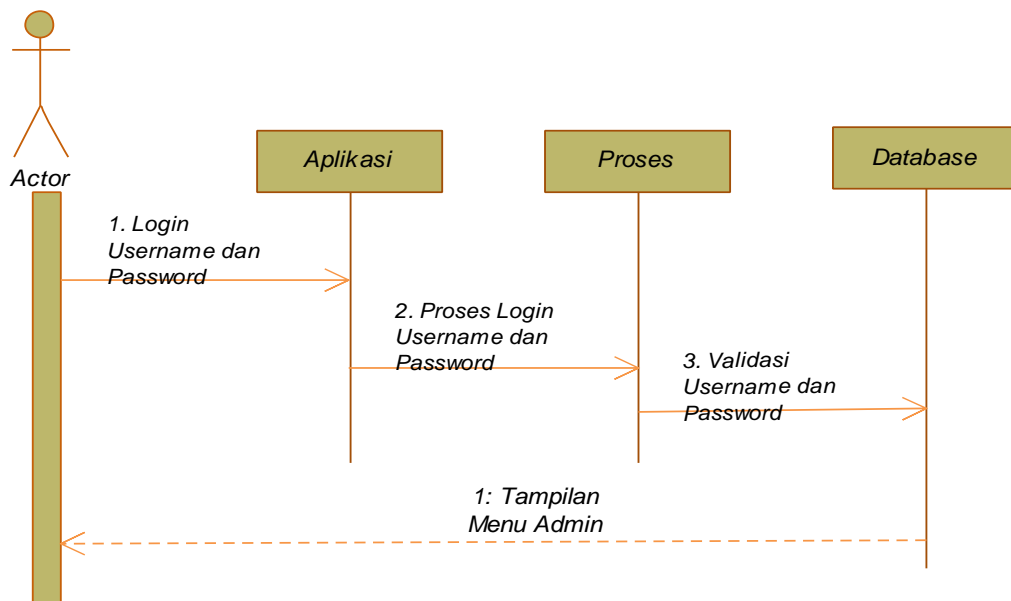 Actor
Aplikasi
Proses
Database
1. Login
Username dan
Password
2. Proses Login
Username dan
Password
3. Validasi
Username dan
Password
1: Tampilan
Menu Admin